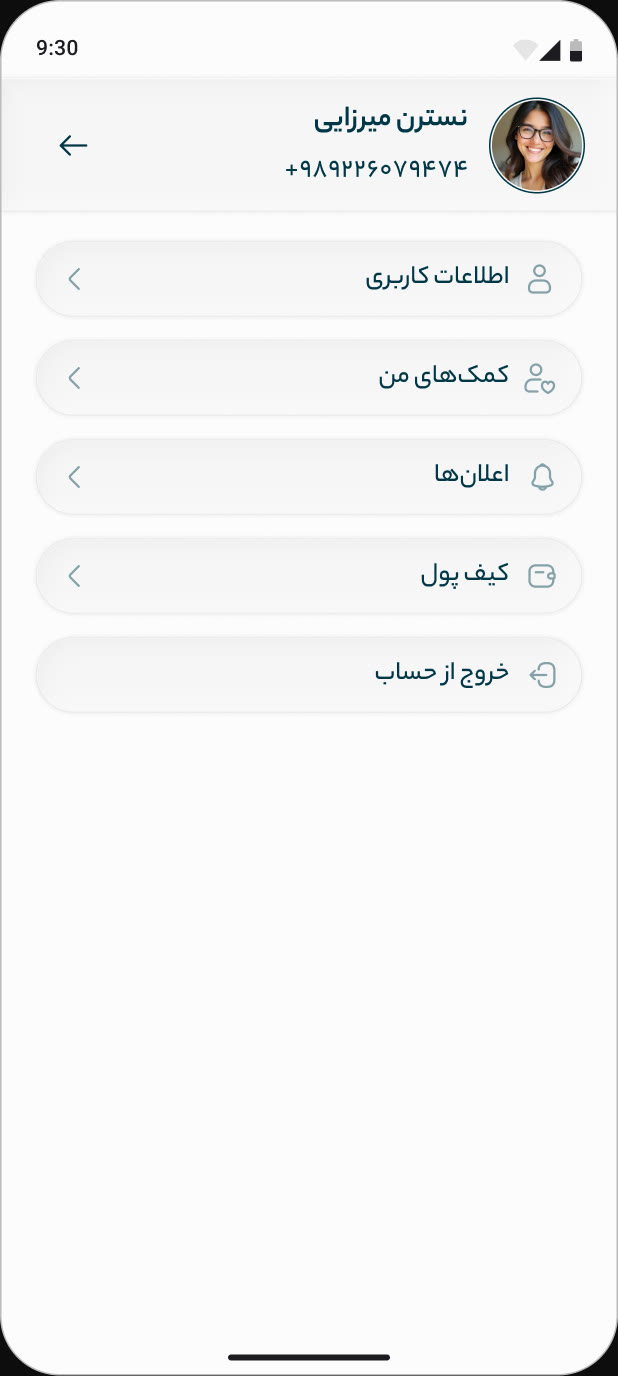 9:30
نسترن میرزایی
+۹۸۹۲۲۶۰۷۹۴۷۴
اطلاعات کاربری
کمک‌های من
اعلان‌ها
کیف پول
خروج از حساب